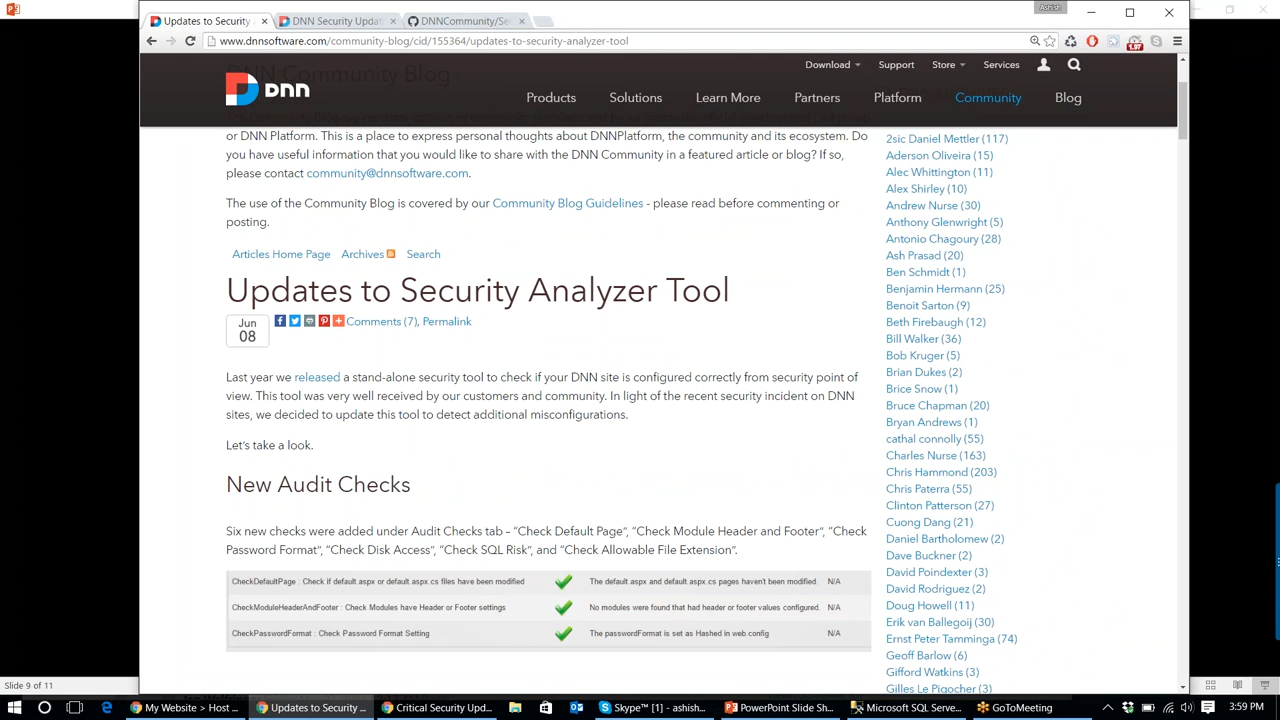 Updates to Security
DNN Security Updat
DNNCommunity/Se
Ashish
www.dnnsoftware.com/community-blog/cid/155364/updates-to-security-analyzer-tool
1.97
DNN Community Blog
Download
Support
Store
Services
dnn
Products
Solutions
Learn More
Partners
Platform
Community
Blog
or DNN Platform. This is a place to express personal thoughts about DNNPlatform, the community and its ecosystem. Do
you have useful information that you would like to share with the DNN Community in a featured article or blog? If so,
please contact community@dnnsoftware.com.
The use of the Community Blog is covered by our Community Blog Guidelines - please read before commenting or
posting.
Articles Home Page Archives Search
Updates to Security Analyzer Tool
Jun
08
Comments (7), Permalink
Last year we released a stand-alone security tool to check if your DNN site is configured correctly from security point of
view. This tool was very well received by our customers and community. In light of the recent security incident on DNN
sites, we decided to update this tool to detect additional misconfigurations.
Let's take a look.
New Audit Checks
Six new checks were added under Audit Checks tab – "Check Default Page", "Check Module Header and Footer", "Check
Password Format", "Check Disk Access", "Check SQL Risk", and "Check Allowable File Extension".
CheckDefaultPage : Check if default.aspx or default.aspx.cs files have been modified The default.aspx and default.aspx.cs pages haven't been modified. N/A
CheckModuleHeaderAndFooter : Check Modules have Header or Footer settings No modules were found that had header or footer values configured. N/A
CheckPasswordFormat : Check Password Format Setting The passwordFormat is set as Hashed in web.config N/A
2sic Daniel Mettler (117)
Aderson Oliveira (15)
Alec Whittington (11)
Alex Shirley (10)
Andrew Nurse (30)
Anthony Glenwright (5)
Antonio Chagoury (28)
Ash Prasad (20)
Ben Schmidt (1)
Benjamin Hermann (25)
Benoit Sarton (9)
Beth Firebaugh (12)
Bill Walker (36)
Bob Kruger (5)
Brian Dukes (2)
Brice Snow (1)
Bruce Chapman (20)
Bryan Andrews (1)
cathal connolly (55)
Charles Nurse (163)
Chris Hammond (203)
Chris Paterra (55)
Clinton Patterson (27)
Cuong Dang (21)
Daniel Bartholomew (2)
Dave Buckner (2)
David Poindexter (3)
David Rodriguez (2)
Doug Howell (11)
Erik van Ballegoij (30)
Ernst Peter Tamminga (74)
Geoff Barlow (6)
Gifford Watkins (3)
Gilles Le Pigocher (3)
Slide 9 of 11
My Website > Host ...
Updates to Security ...
Critical Security Upd...
Skype™ [1] - ashish...
PowerPoint Slide Sh...
Microsoft SQL Serve...
GoToMeeting
3:59 PM